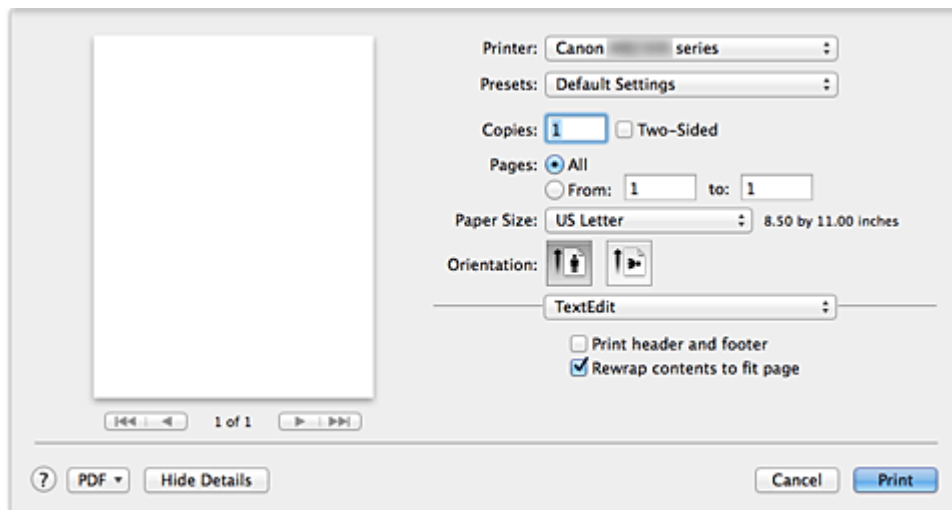 Printer: Canon series
Presets: Default Settings
Copies: 1 Two-Sided
Pages: All
From: 1 to: 1
Paper Size: US Letter 8.50 by 11.00 inches
Orientation:
TextEdit
Print header and footer
Rewrap contents to fit page
1 of 1
? PDF Hide Details Cancel Print